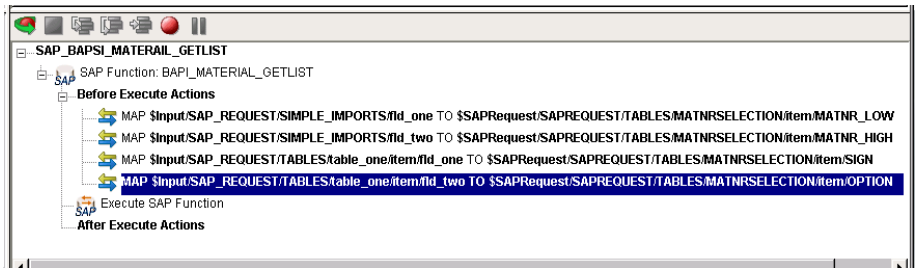 SAP_BAPSI_MATERAIL_GETLIST
SAP SAP Function: BAPI_MATERIAL_GETLIST
Before Execute Actions
MAP $Input/SAP_REQUEST/SIMPLE_IMPORTS/fld_one TO $SAPRequest/SAPREQUEST/TABLES/MATNRSELECTION/item/MATNR_LOW
MAP $Input/SAP_REQUEST/SIMPLE_IMPORTS/fld_two TO $SAPRequest/SAPREQUEST/TABLES/MATNRSELECTION/item/MATNR_HIGH
MAP $Input/SAP_REQUEST/TABLES/table_one/item/fld_one TO $SAPRequest/SAPREQUEST/TABLES/MATNRSELECTION/item/SIGN
MAP $Input/SAP_REQUEST/TABLES/table_one/item/fld_two TO $SAPRequest/SAPREQUEST/TABLES/MATNRSELECTION/item/OPTION
SAP Execute SAP Function
After Execute Actions